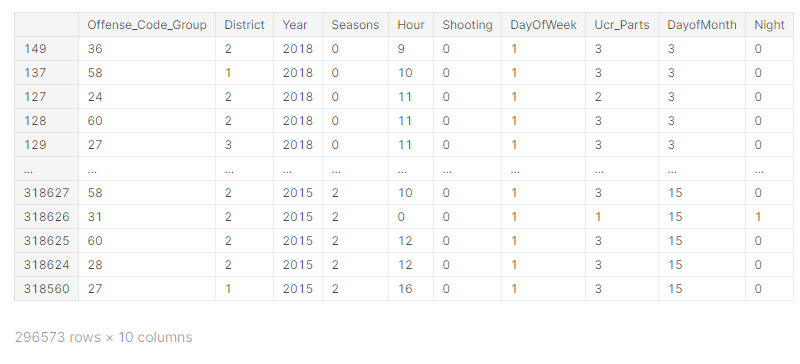 Offense_Code_Group District Year Seasons Hour Shooting DayOfWeek Ucr_Parts DayofMonth Night
149 36 2 2018 0 9 0 1 3 3 0
137 58 1 2018 0 10 0 1 3 3 0
127 24 2 2018 0 11 0 1 2 3 0
128 60 2 2018 0 11 0 1 3 3 0
129 27 3 2018 0 11 0 1 3 3 0
... ... ... ... ... ... ... ... ... ... ...
318627 58 2 2015 2 10 0 1 3 15 0
318626 31 2 2015 2 0 0 1 1 15 1
318625 60 2 2015 2 12 0 1 3 15 0
318624 28 2 2015 2 12 0 1 3 15 0
318560 27 1 2015 2 16 0 1 3 15 0
296573 rows × 10 columns